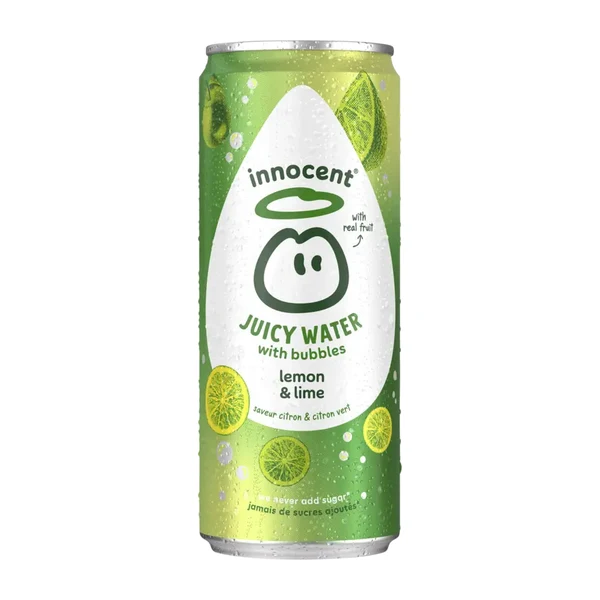 innocent®
with
real fruit
JUICY WATER
with bubbles
lemon
& lime
saveur citron & citron vert
we never add sugar*
jamais de sucres ajoutés*